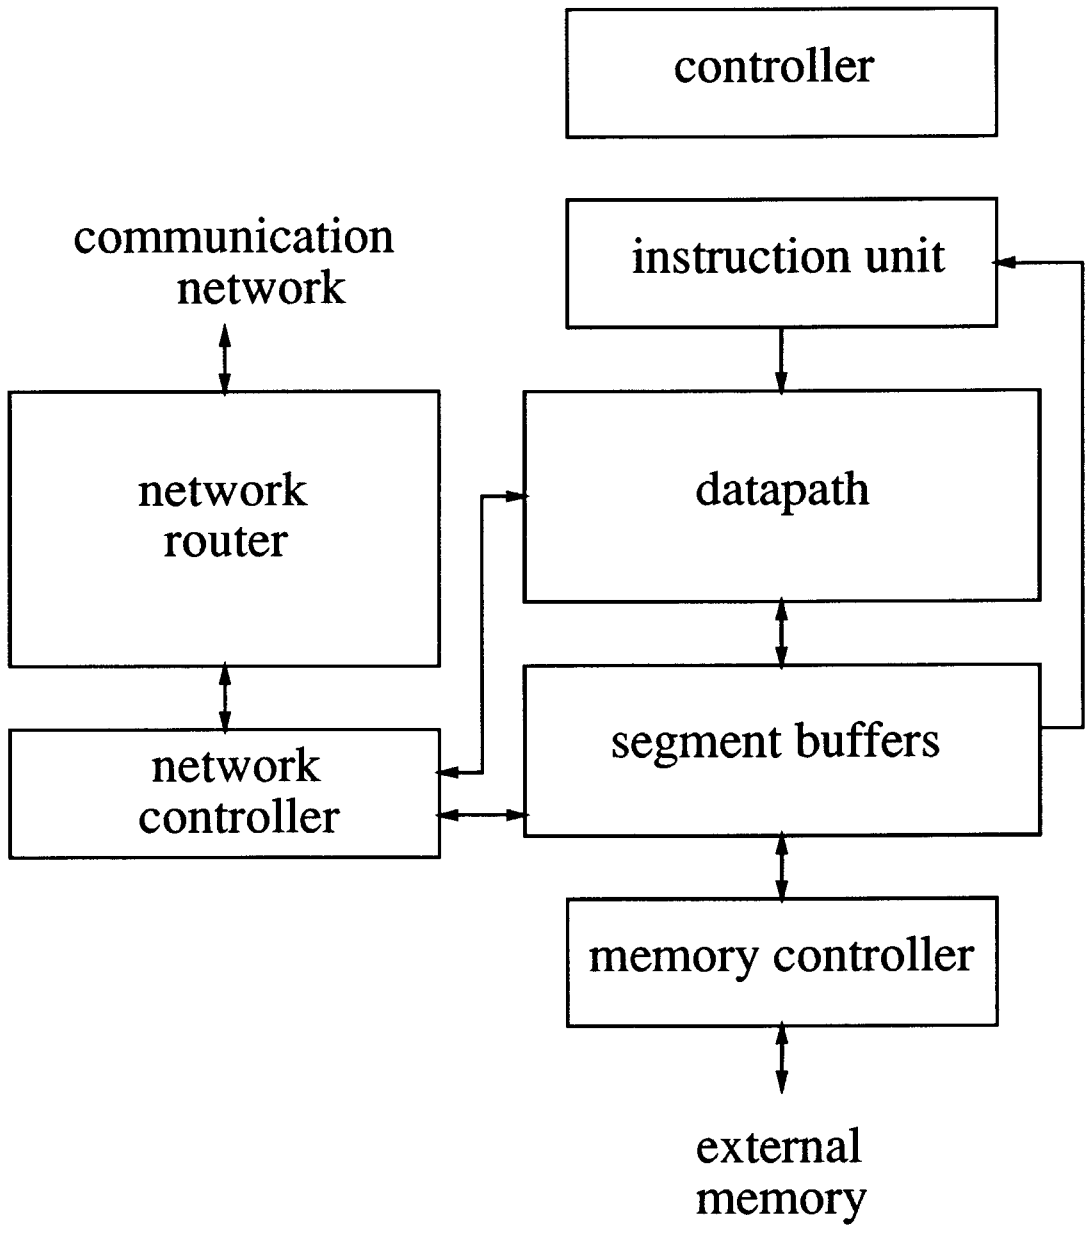 controller
instruction unit
communication
network
network
router
datapath
segment buffers
network
controller
memory controller
external
memory